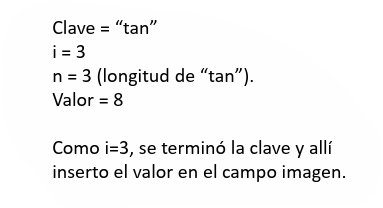 Clave = “tan”
i = 3
n = 3 (longitud de “tan”).
Valor = 8
Como i=3, se terminó la clave y allí
inserto el valor en el campo imagen.